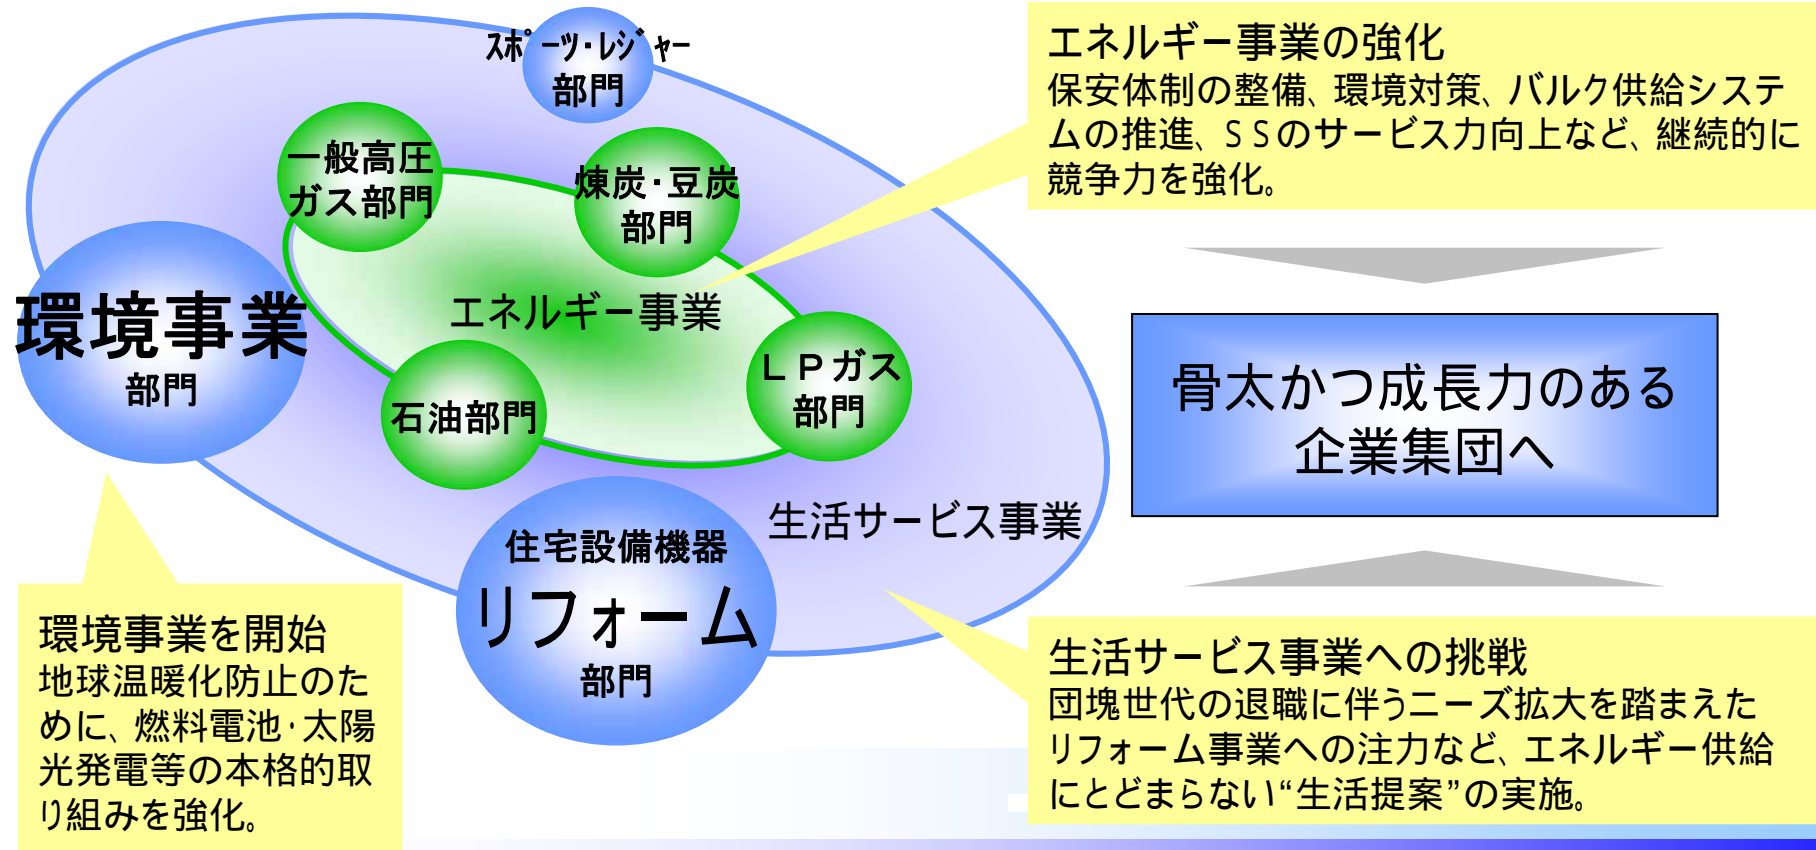 スポーツ・レジャー
部門
一般高圧
ガス部門
煉炭・豆炭
部門
エネルギー事業
環境事業
部門
石油部門
ＬＰガス
部門
生活サービス事業
住宅設備機器
リフォーム
部門
エネルギー事業の強化
保安体制の整備、環境対策、バルク供給システ
ムの推進、ＳＳのサービス力向上など、継続的に
競争力を強化。
骨太かつ成長力のある
企業集団へ
環境事業を開始
地球温暖化防止のた
めに、燃料電池・太陽
光発電等の本格的取
り組みを強化。
生活サービス事業への挑戦
団塊世代の退職に伴うニーズ拡大を踏まえた
リフォーム事業への注力など、エネルギー供給
にとどまらない“生活提案”の実施。